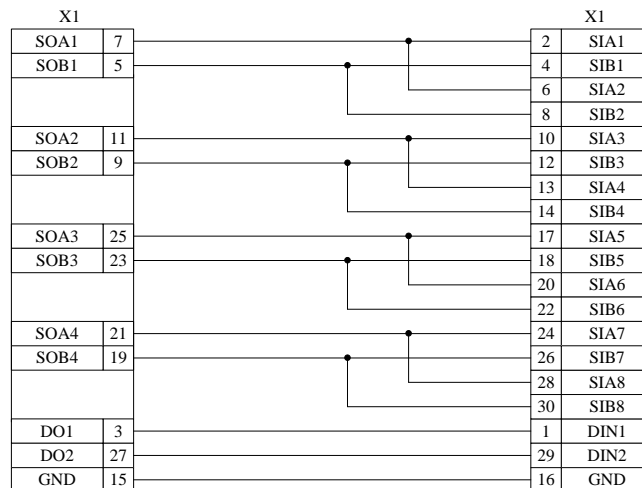 X1 X1
SOA1 7 2 SIA1
SOB1 5 4 SIB1
6 SIA2
8 SIB2
SOA2 11 10 SIA3
SOB2 9 12 SIB3
13 SIA4
14 SIB4
SOA3 25 17 SIA5
SOB3 23 18 SIB5
20 SIA6
22 SIB6
SOA4 21 24 SIA7
SOB4 19 26 SIB7
28 SIA8
30 SIB8
DO1 3 1 DIN1
DO2 27 29 DIN2
GND 15 16 GND